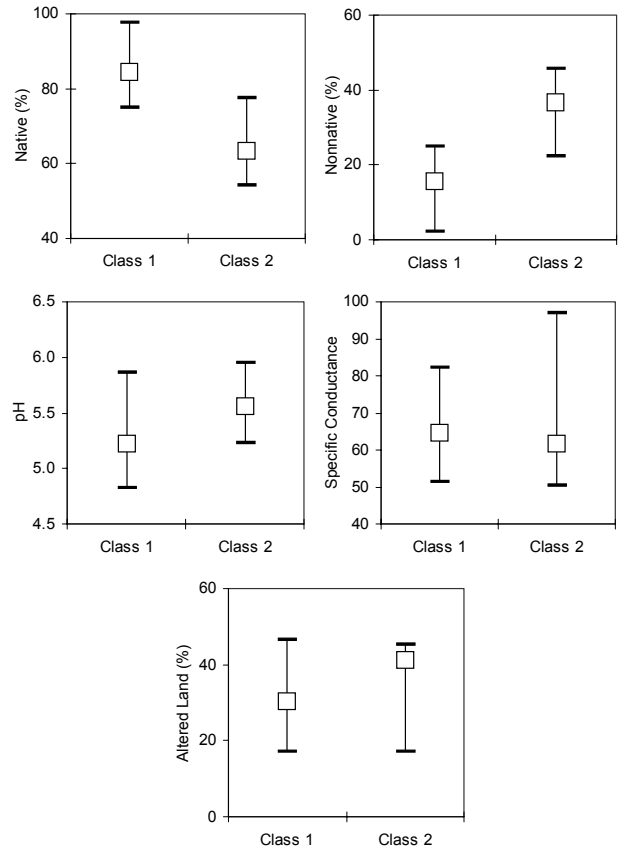 Native (%)
100
80
60
40
Class 1
Class 2
Nonnative (%)
60
40
20
0
Class 1
Class 2
pH
6.5
6.0
5.5
5.0
4.5
Class 1
Class 2
Specific Conductance
100
90
80
70
60
50
40
Class 1
Class 2
Altered Land (%)
60
40
20
0
Class 1
Class 2